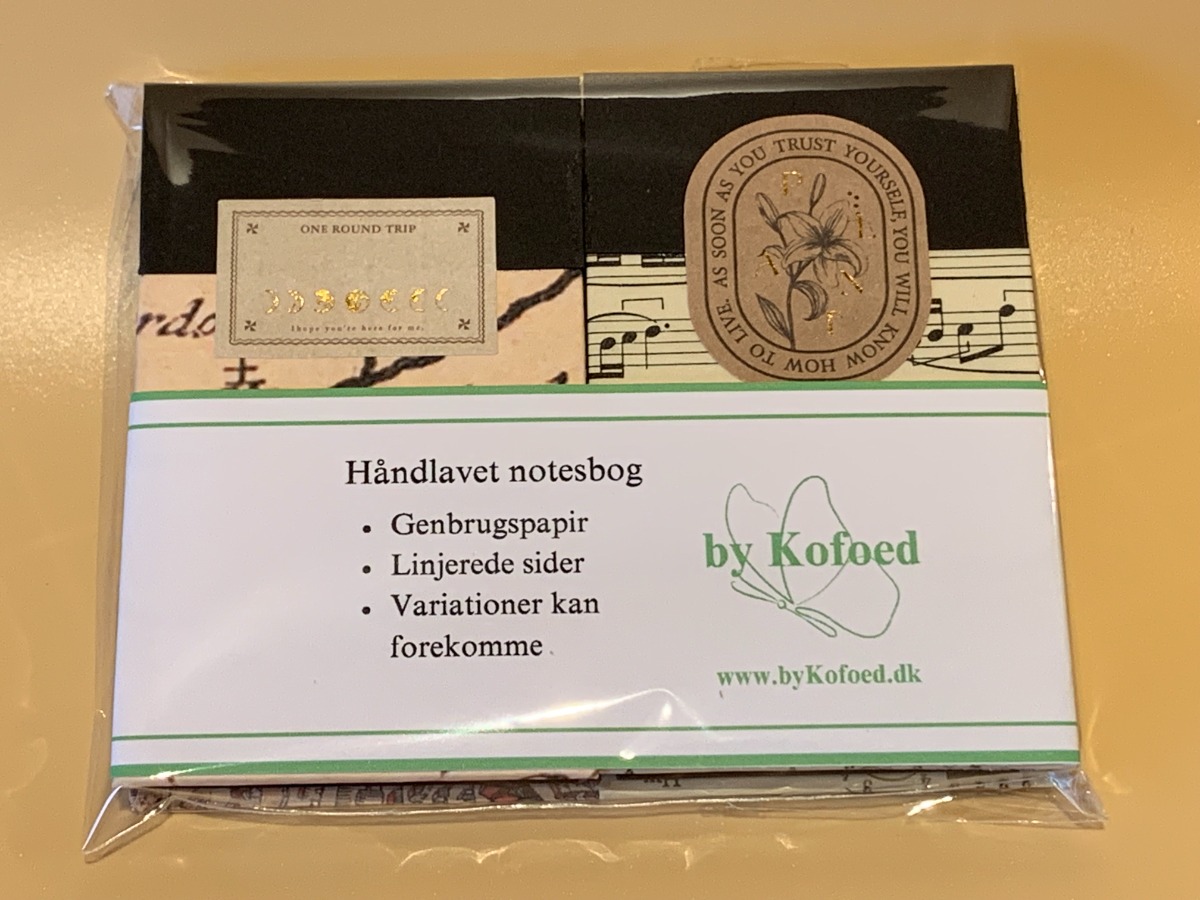 ONE ROUND TRIP
I hope you're here for me.
rdo
AS SOON AS YOU TRUST YOURSELF, YOU WILL KNOW HOW TO LIVE.
P
L
A
N
T
Håndlavet notesbog
• Genbrugspapir
• Linjerede sider
• Variationer kan
forekomme
by Kofoed
www.byKofoed.dk